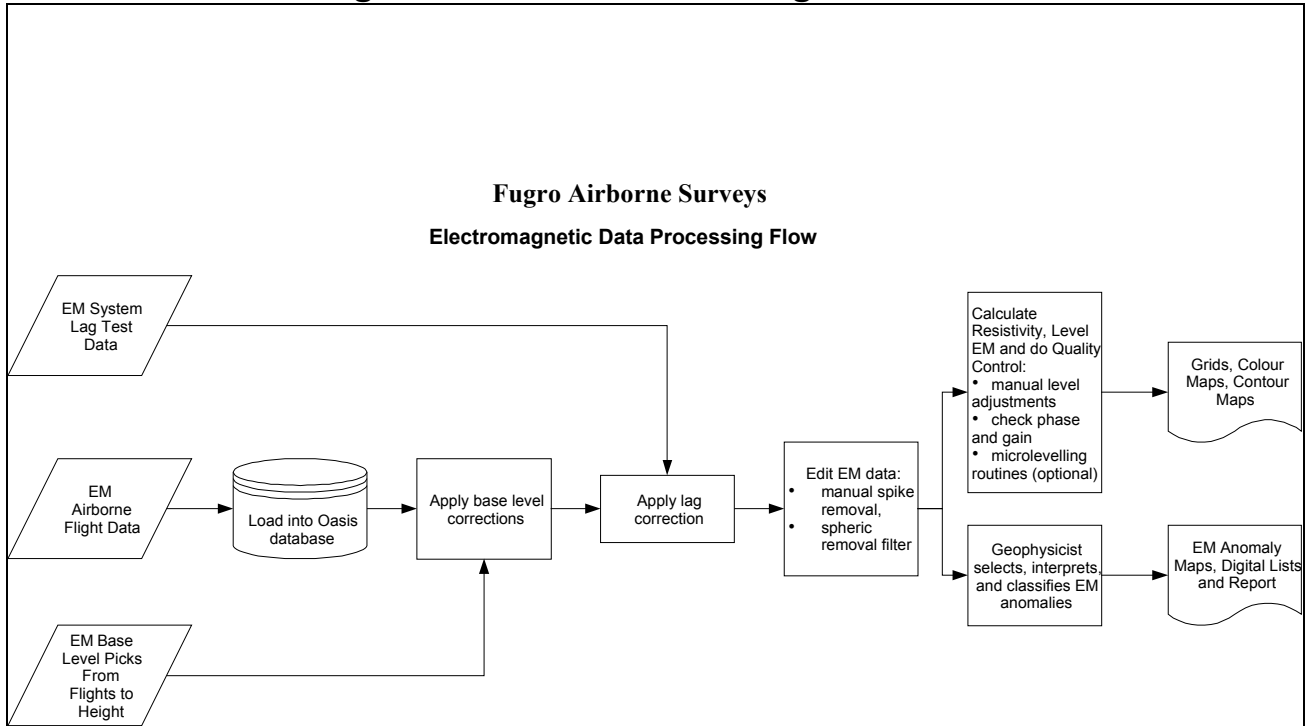 Fugro Airborne Surveys
Electromagnetic Data Processing Flow
EM System
Lag Test
Data
EM
Airborne
Flight Data
Load into Oasis
database
EM Base
Level Picks
From
Flights to
Height
Apply base level
corrections
Apply lag
correction
Edit EM data:
• manual spike
removal,
• spheric
removal filter
Calculate
Resistivity, Level
EM and do Quality
Control:
• manual level
adjustments
• check phase
and gain
• microlevelling
routines (optional)
Grids, Colour
Maps, Contour
Maps
Geophysicist
selects, interprets,
and classifies EM
anomalies
EM Anomaly
Maps, Digital Lists
and Report